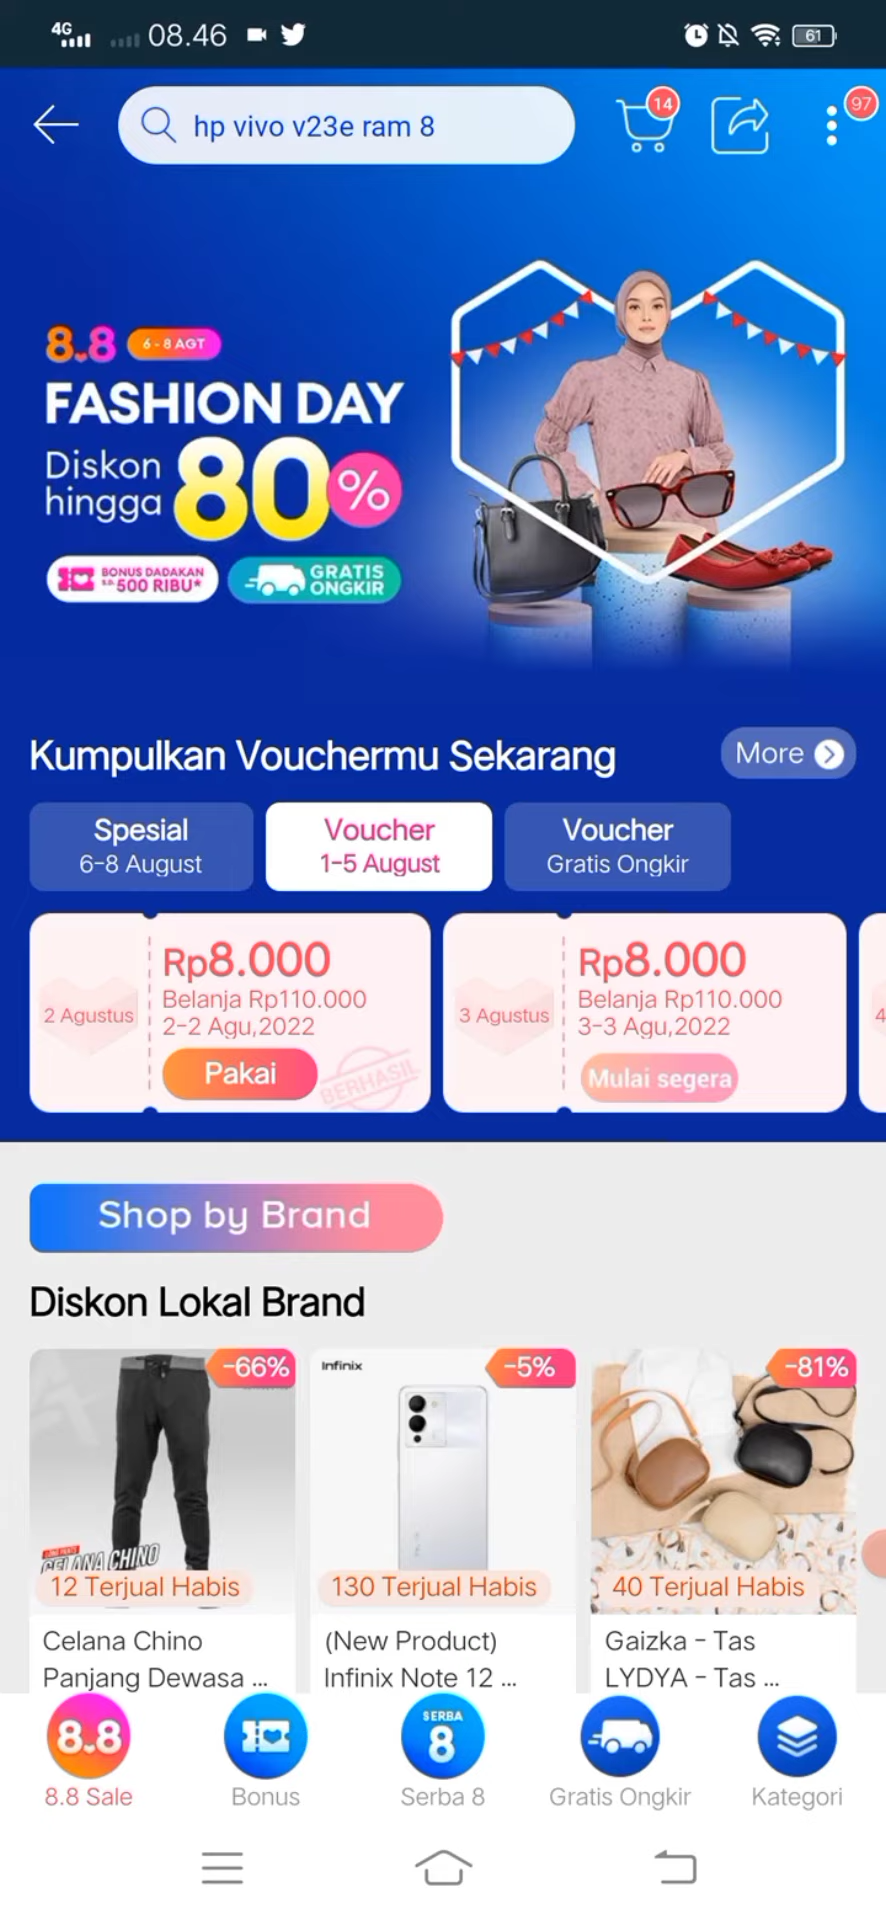 4G 08.46 61
hp vivo v23e ram 8
14
97
8.8 6 - 8 AGT
FASHION DAY
Diskon
hingga
80%
BONUS DADAKAN
s.d. 500 RIBU*
GRATIS
ONGKIR
Kumpulkan Vouchermu Sekarang
More
Spesial
6-8 August
Voucher
1-5 August
Voucher
Gratis Ongkir
2 Agustus
Rp8.000
Belanja Rp110.000
2-2 Agu,2022
Pakai
BERHASIL
3 Agustus
Rp8.000
Belanja Rp110.000
3-3 Agu,2022
Mulai segera
4
Shop by Brand
Diskon Lokal Brand
-66%
LONG PANTS
CELANA CHINO
12 Terjual Habis
Celana Chino
Panjang Dewasa ...
Infinix
-5%
130 Terjual Habis
(New Product)
Infinix Note 12 ...
-81%
40 Terjual Habis
Gaizka - Tas
LYDYA - Tas ...
8.8
8.8 Sale
Bonus
SERBA
8
Serba 8
Gratis Ongkir
Kategori